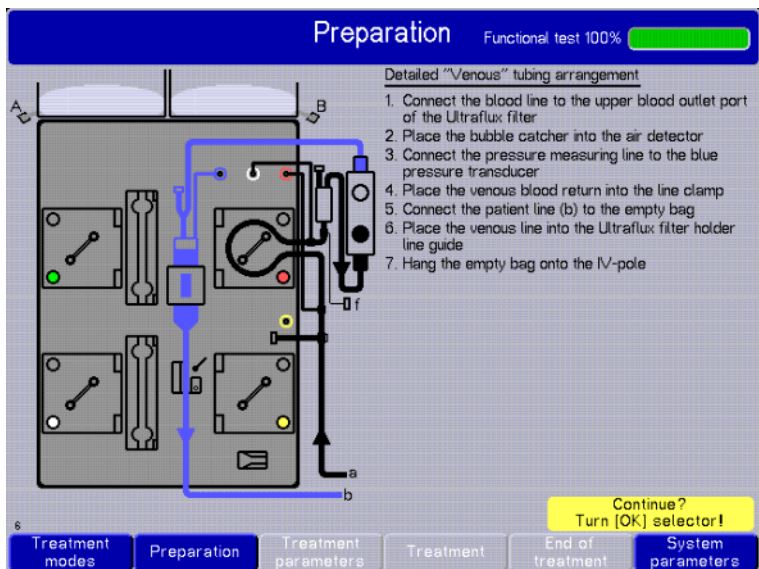 Preparation
Functional test 100%
Detailed "Venous" tubing arrangement
1. Connect the blood line to the upper blood outlet port
of the Ultraflux filter
2. Place the bubble catcher into the air detector
3. Connect the pressure measuring line to the blue
pressure transducer
4. Place the venous blood return into the line clamp
5. Connect the patient line (b) to the empty bag
6. Place the venous line into the Ultraflux filter holder
line guide
7. Hang the empty bag onto the IV-pole
A
B
f
a
b
Continue?
Turn [OK] selector!
6
Treatment
modes
Preparation
Treatment
parameters
Treatment
End of
treatment
System
parameters